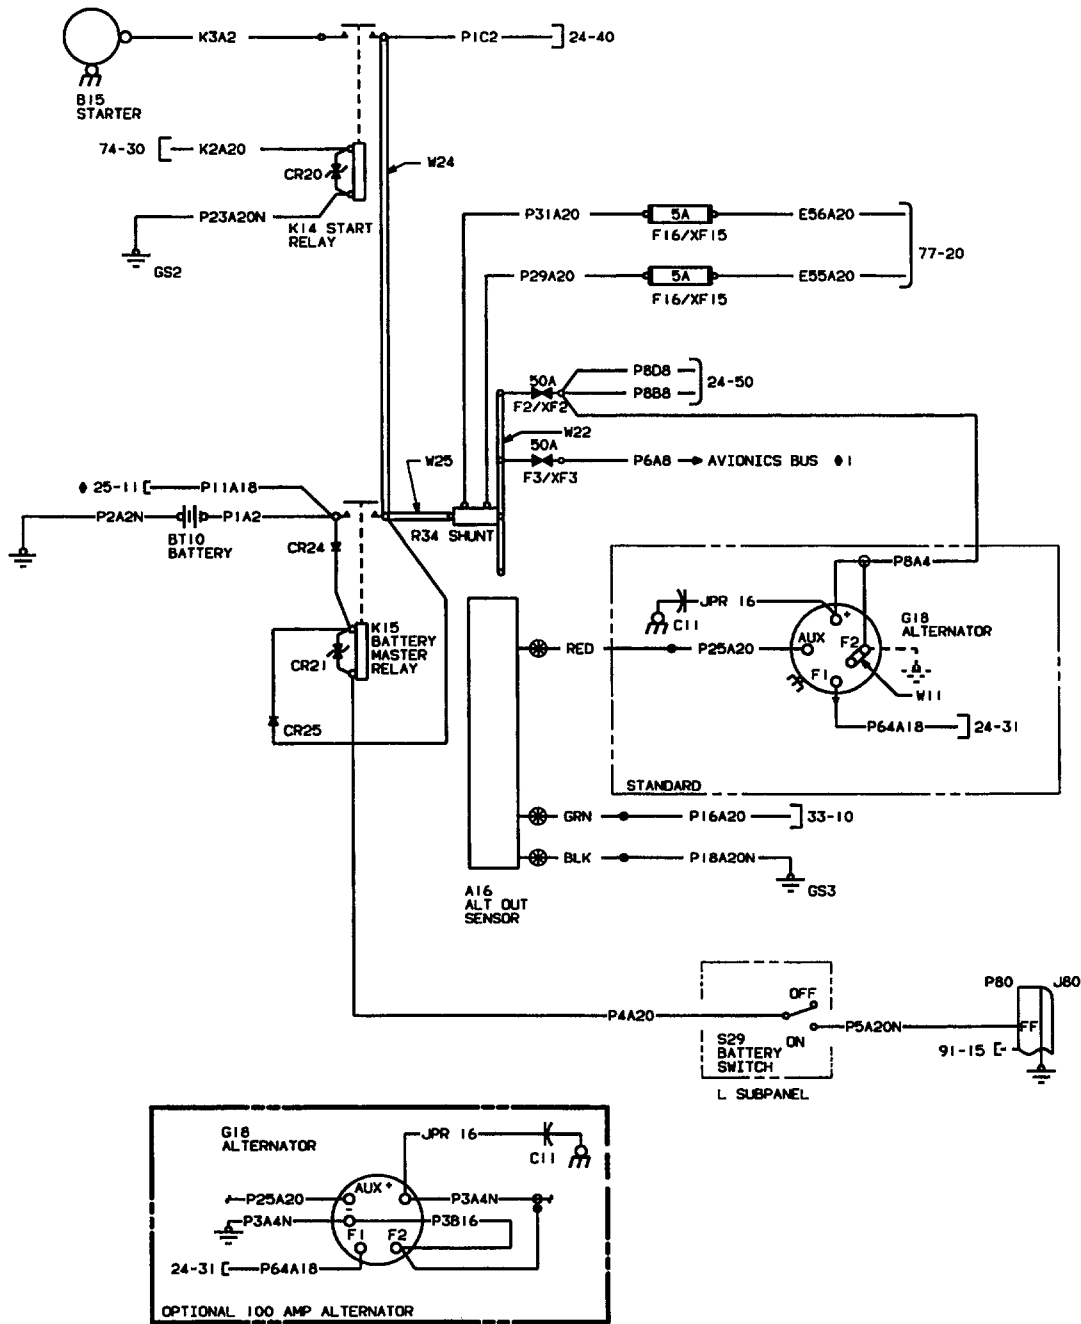 K3A2
P1C2
24-40
B15
STARTER
74-30
K2A20
CR20
W24
P23A20N
K14 START
RELAY
GS2
P31A20
5A
E56A20
F16/XF15
77-20
P29A20
5A
E55A20
F16/XF15
P8D8
24-50
50A
P8B8
F2/XF2
W22
50A
W25
P6A8
AVIONICS BUS ♦1
F3/XF3
♦ 25-11
P11A18
P2A2N
P1A2
BT10
BATTERY
R34 SHUNT
CR24
P8A4
JPR 16
C11
+
G18
ALTERNATOR
K15
BATTERY
MASTER
RELAY
CR21
RED
P25A20
AUX
F2
F1
W11
CR25
P64A18
24-31
STANDARD
GRN
P16A20
33-10
BLK
P18A20N
GS3
A16
ALT OUT
SENSOR
OFF
P80
J80
P4A20
P5A20N
FF
S29
BATTERY
SWITCH
ON
91-15
L SUBPANEL
G18
ALTERNATOR
JPR 16
C11
AUX +
P25A20
P3A4N
-
P3A4N
P3B16
F1
F2
24-31
P64A18
OPTIONAL 100 AMP ALTERNATOR